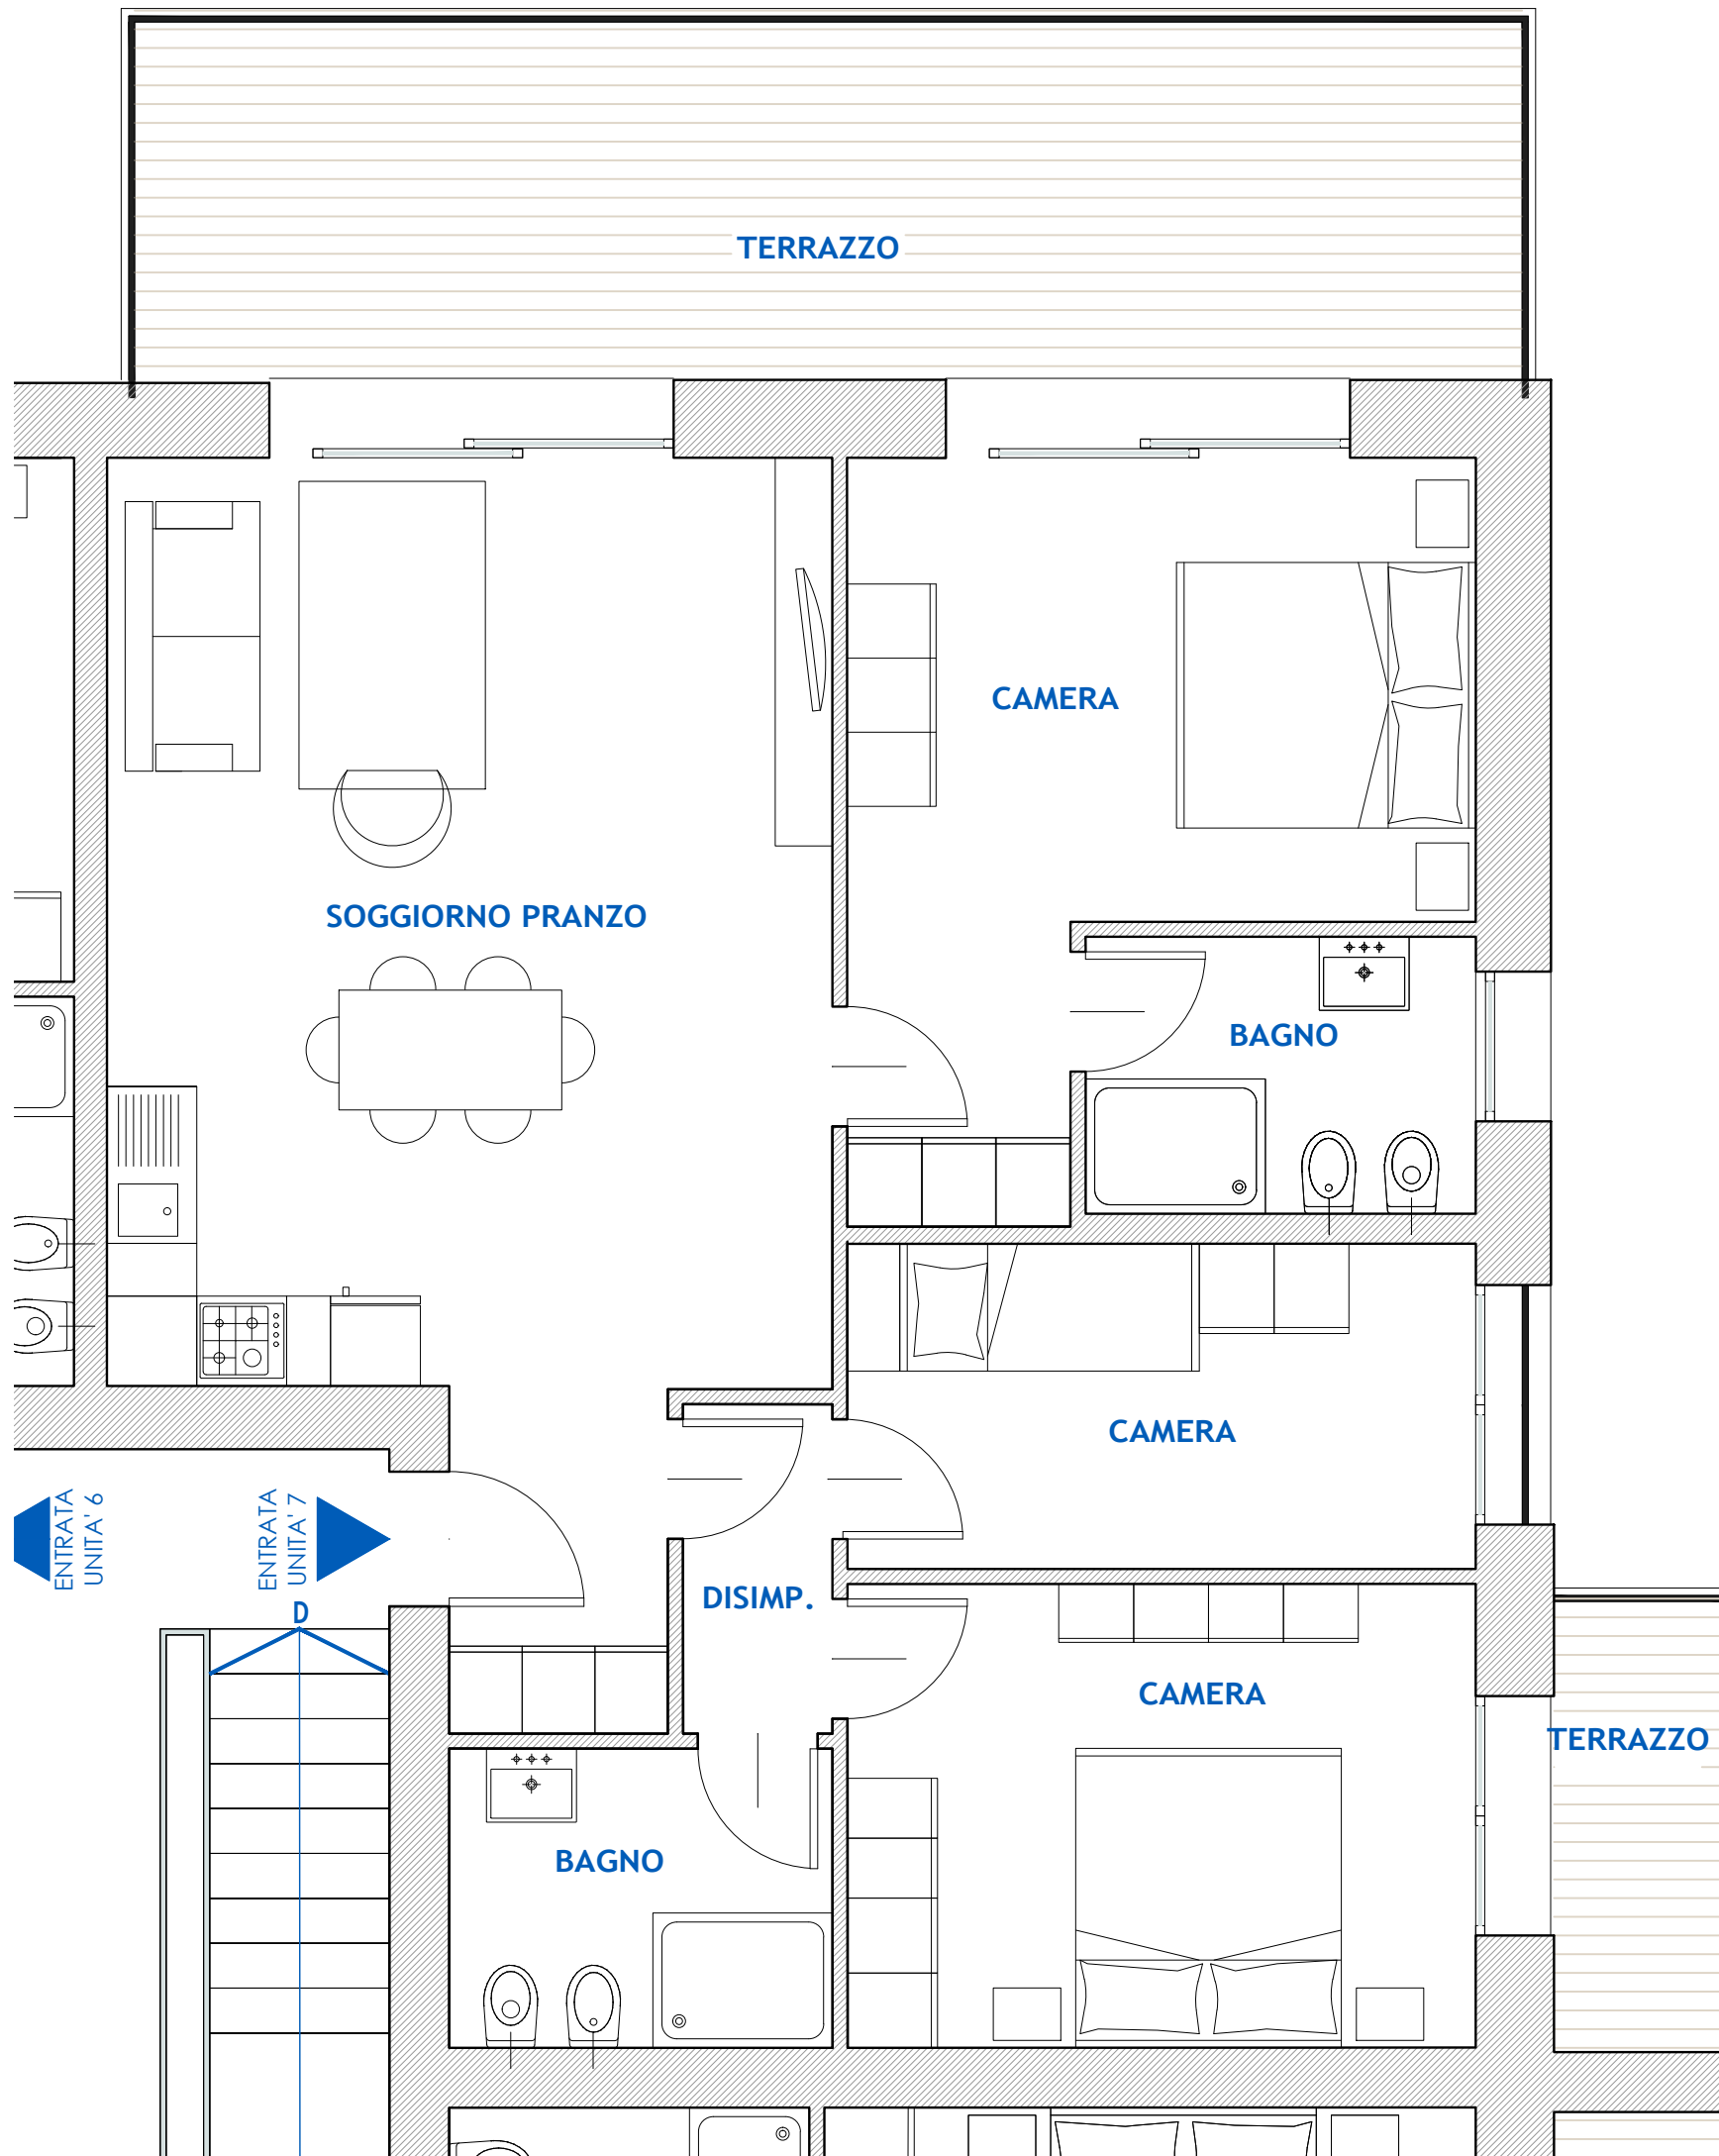 TERRAZZO
CAMERA
SOGGIORNO PRANZO
BAGNO
CAMERA
ENTRATA
UNITA' 6
ENTRATA
UNITA' 7
DISIMP.
D
CAMERA
TERRAZZO
BAGNO